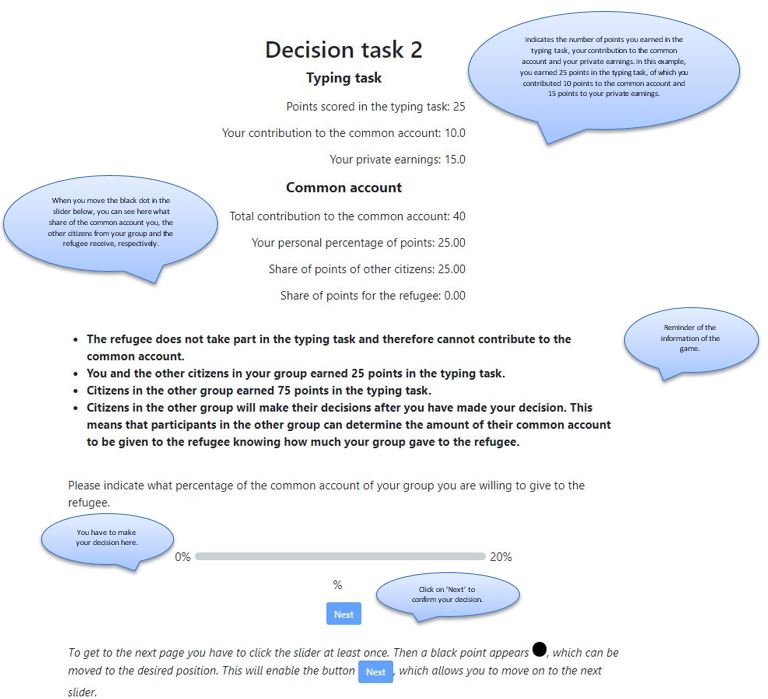 Decision task 2
Typing task
Points scored in the typing task: 25
Your contribution to the common account: 10.0
Your private earnings: 15.0
Indicates the number of points you earned in the
typing task, your contribution to the common
account and your private earnings. In this example,
you earned 25 points in the typing task, of which you
contributed 10 points to the common account and
15 points to your private earnings.
Common account
Total contribution to the common account: 40
Your personal percentage of points: 25.00
Share of points of other citizens: 25.00
Share of points for the refugee: 0.00
When you move the black dot in the
slider below, you can see here what
share of the common account you, the
other citizens from your group and the
refugee receive, respectively.
• The refugee does not take part in the typing task and therefore cannot contribute to the
common account.
• You and the other citizens in your group earned 25 points in the typing task.
• Citizens in the other group earned 75 points in the typing task.
• Citizens in the other group will make their decisions after you have made your decision. This
means that participants in the other group can determine the amount of their common account
to be given to the refugee knowing how much your group gave to the refugee.
Reminder of the
information of the
game.
Please indicate what percentage of the common account of your group you are willing to give to the
refugee.
You have to make
your decision here.
0% 20%
%
Next
Click on 'Next' to
confirm your decision.
To get to the next page you have to click the slider at least once. Then a black point appears , which can be
moved to the desired position. This will enable the button Next , which allows you to move on to the next
slider.